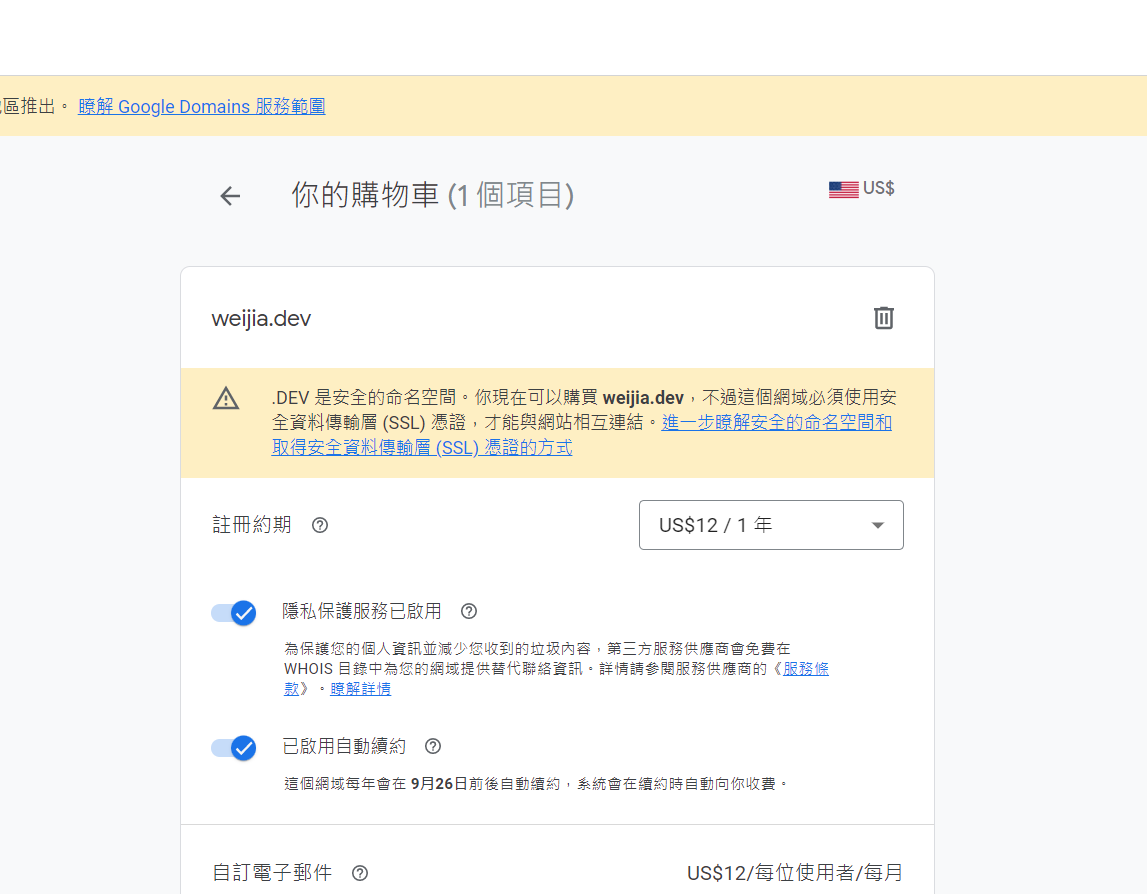 區推出。 瞭解 Google Domains 服務範圍
你的購物車 (1 個項目)
US$
weijia.dev
.DEV 是安全的命名空間。你現在可以購買 weijia.dev，不過這個網域必須使用安
全資料傳輸層 (SSL) 憑證，才能與網站相互連結。進一步瞭解安全的命名空間和
取得安全資料傳輸層 (SSL) 憑證的方式
註冊約期
US$12 / 1 年
隱私保護服務已啟用
為保護您的個人資訊並減少您收到的垃圾內容，第三方服務供應商會免費在
WHOIS 目錄中為您的網域提供替代聯絡資訊。詳情請參閱服務供應商的《服務條
款》。瞭解詳情
已啟用自動續約
這個網域每年會在 9月26日前後自動續約，系統會在續約時自動向你收費。
自訂電子郵件
US$12/每位使用者/每月